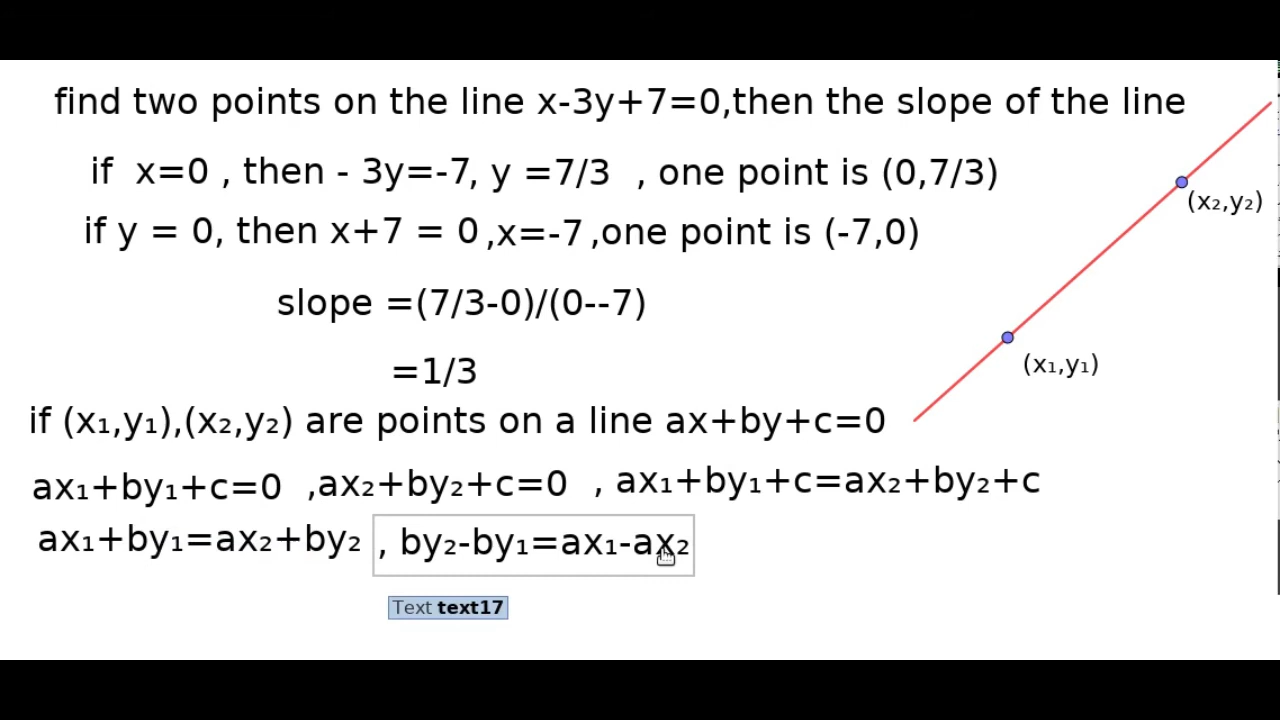 find two points on the line x-3y+7=0,then the slope of the line
if x=0 , then - 3y=-7, y =7/3 , one point is (0,7/3)
(x₂,y₂)
if y = 0, then x+7 = 0 ,x=-7 ,one point is (-7,0)
slope =(7/3-0)/(0--7)
=1/3
(x₁,y₁)
if (x₁,y₁),(x₂,y₂) are points on a line ax+by+c=0
ax₁+by₁+c=0 ,ax₂+by₂+c=0 , ax₁+by₁+c=ax₂+by₂+c
ax₁+by₁=ax₂+by₂ , by₂-by₁=ax₁-ax₂
Text text17